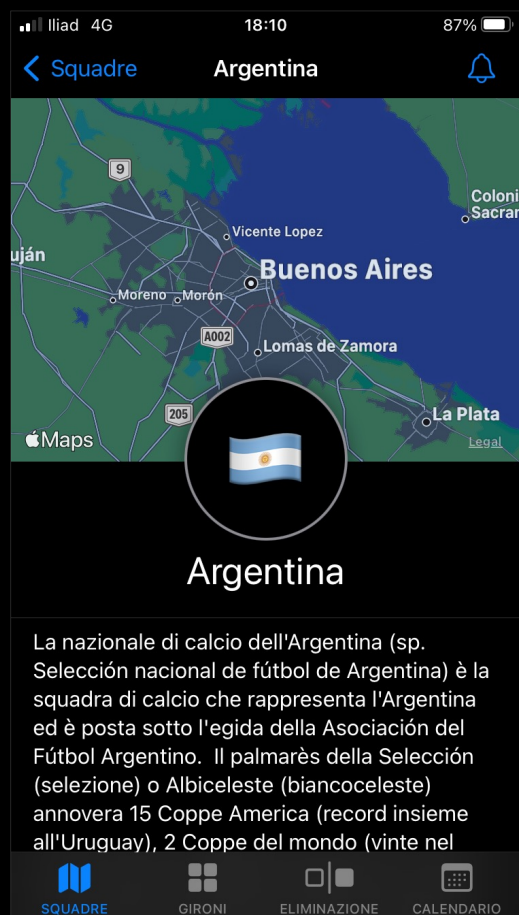 Iliad 4G 18:10 87%
Squadre Argentina
9
Coloni
Sacrar
Vicente Lopez
uján
Buenos Aires
Moreno Morón
A002
Lomas de Zamora
205
La Plata
Maps
Legal
Argentina
La nazionale di calcio dell'Argentina (sp.
Selección nacional de fútbol de Argentina) è la
squadra di calcio che rappresenta l'Argentina
ed è posta sotto l'egida della Asociación del
Fútbol Argentino.  Il palmarès della Selección
(selezione) o Albiceleste (biancoceleste)
annovera 15 Coppe America (record insieme
all'Uruguay), 2 Coppe del mondo (vinte nel
SQUADRE GIRONI ELIMINAZIONE CALENDARIO